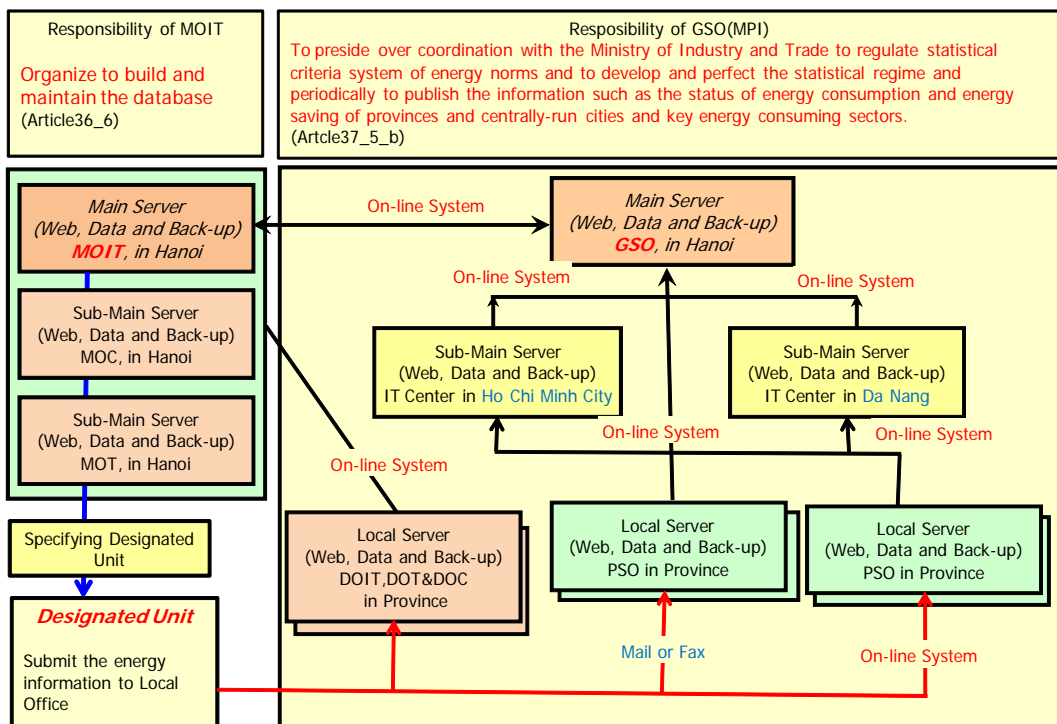 Responsibility of MOIT
Organize to build and
maintain the database
(Article36_6)
Resposibility of GSO(MPI)
To preside over coordination with the Ministry of Industry and Trade to regulate statistical
criteria system of energy norms and to develop and perfect the statistical regime and
periodically to publish the information such as the status of energy consumption and energy
saving of provinces and centrally-run cities and key energy consuming sectors.
(Artcle37_5_b)
Main Server
(Web, Data and Back-up)
MOIT, in Hanoi
On-line System
Main Server
(Web, Data and Back-up)
GSO, in Hanoi
On-line System
On-line System
Sub-Main Server
(Web, Data and Back-up)
MOC, in Hanoi
Sub-Main Server
(Web, Data and Back-up)
IT Center in Ho Chi Minh City
Sub-Main Server
(Web, Data and Back-up)
IT Center in Da Nang
Sub-Main Server
(Web, Data and Back-up)
MOT, in Hanoi
On-line System
On-line System
On-line System
Specifying Designated
Unit
Local Server
(Web, Data and Back-up)
DOIT,DOT&DOC
in Province
Local Server
(Web, Data and Back-up)
PSO in Province
Local Server
(Web, Data and Back-up)
PSO in Province
Designated Unit
Submit the energy
information to Local
Office
Mail or Fax
On-line System